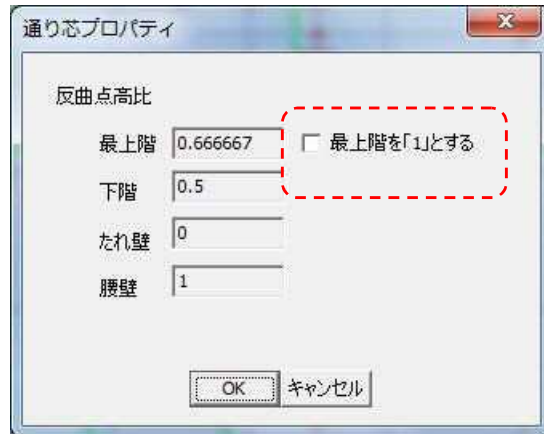 通り芯プロパティ
反曲点高比
最上階 0.666667 最上階を「1」とする
下階 0.5
たれ壁 0
腰壁 1
OK キャンセル